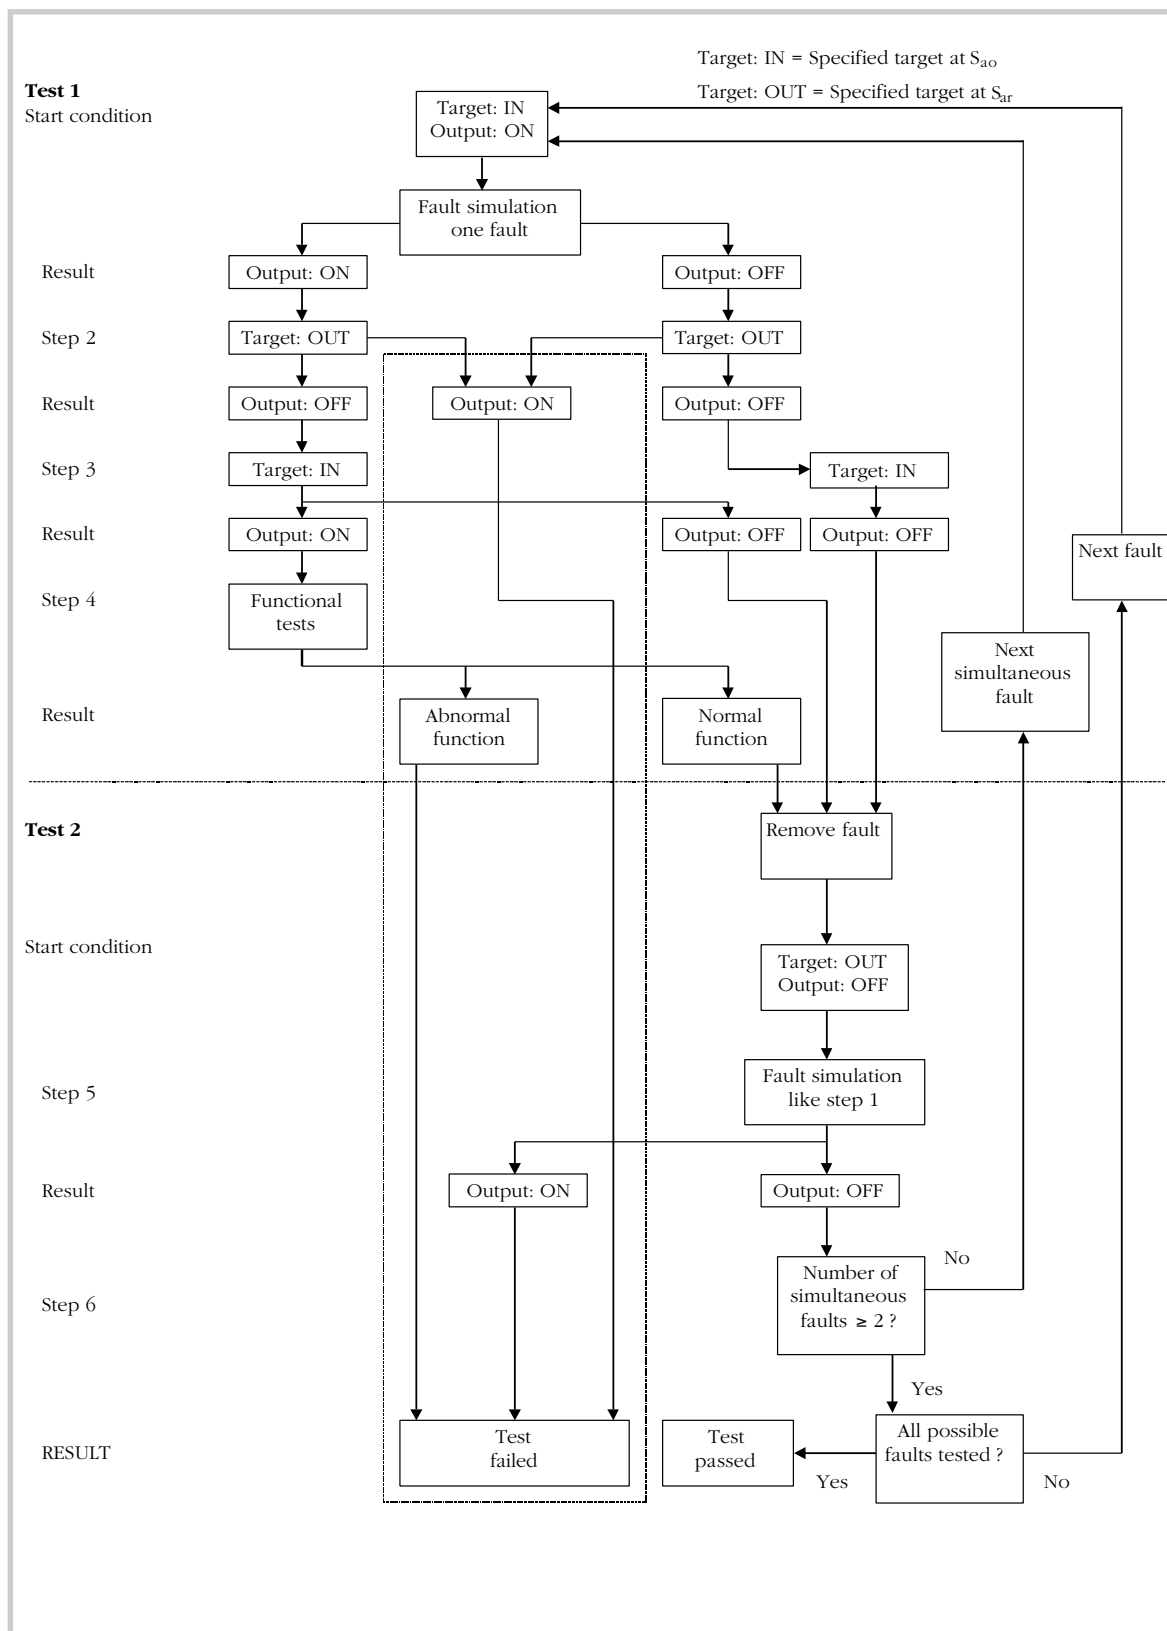 Target: IN = Specified target at Sao
Test 1
Target: OUT = Specified target at Sar
Start condition
Target: IN
Output: ON
Fault simulation
one fault
Result
Output: ON
Output: OFF
Step 2
Target: OUT
Target: OUT
Result
Output: OFF
Output: ON
Output: OFF
Step 3
Target: IN
Target: IN
Result
Output: ON
Output: OFF
Output: OFF
Next fault
Step 4
Functional
tests
Next
simultaneous
fault
Result
Abnormal
function
Normal
function
Test 2
Remove fault
Start condition
Target: OUT
Output: OFF
Step 5
Fault simulation
like step 1
Result
Output: ON
Output: OFF
No
Step 6
Number of
simultaneous
faults ≥ 2 ?
Yes
RESULT
Test
failed
Test
passed
All possible
faults tested ?
Yes
No